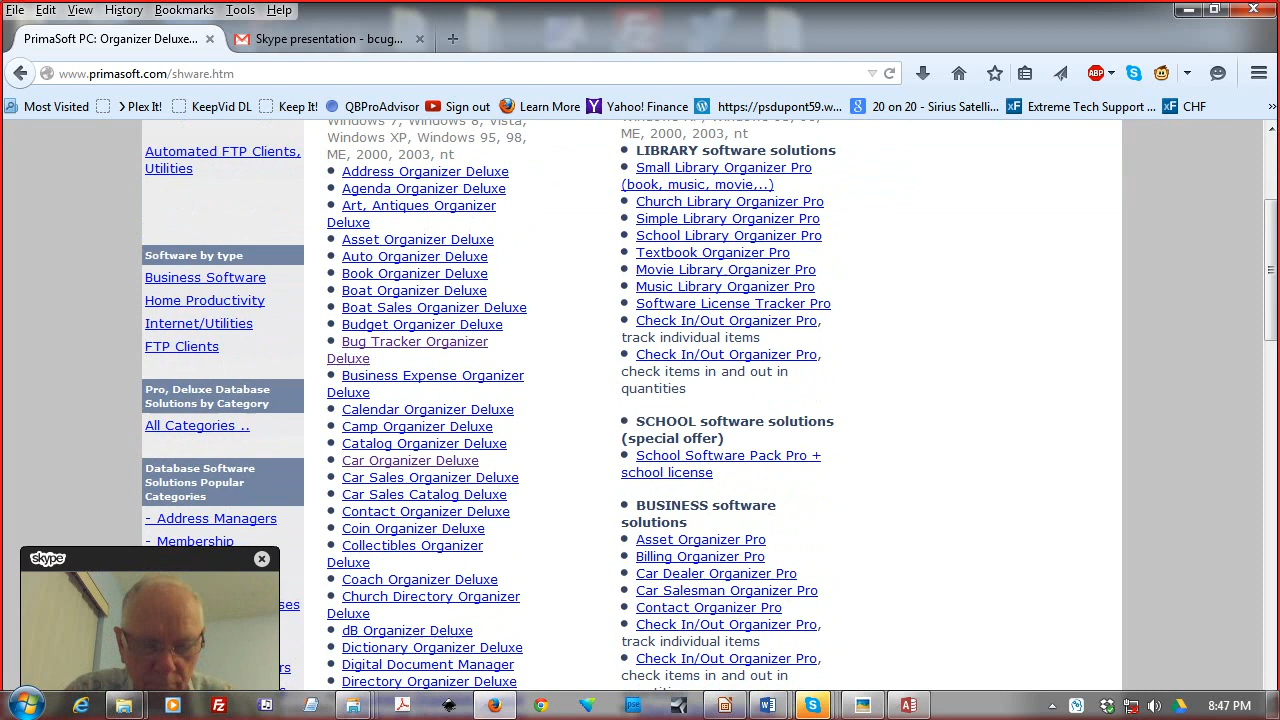 File Edit View History Bookmarks Tools Help
PrimaSoft PC: Organizer Deluxe...
Skype presentation - bcug...
www.primasoft.com/shware.htm
ABP
Most Visited
Plex It!
KeepVid DL
Keep It!
QBProAdvisor
Sign out
Learn More
Yahoo! Finance
https://psdupont59.w...
20 on 20 - Sirius Satelli...
Extreme Tech Support ...
CHF
Automated FTP Clients,
Utilities
Software by type
Business Software
Home Productivity
Internet/Utilities
FTP Clients
Pro, Deluxe Database
Solutions by Category
All Categories ..
Database Software
Solutions Popular
Categories
- Address Managers
- Membership
Windows 7, Windows 8, Vista,
Windows XP, Windows 95, 98,
ME, 2000, 2003, nt
Address Organizer Deluxe
Agenda Organizer Deluxe
Art, Antiques Organizer
Deluxe
Asset Organizer Deluxe
Auto Organizer Deluxe
Book Organizer Deluxe
Boat Organizer Deluxe
Boat Sales Organizer Deluxe
Budget Organizer Deluxe
Bug Tracker Organizer
Deluxe
Business Expense Organizer
Deluxe
Calendar Organizer Deluxe
Camp Organizer Deluxe
Catalog Organizer Deluxe
Car Organizer Deluxe
Car Sales Organizer Deluxe
Car Sales Catalog Deluxe
Contact Organizer Deluxe
Coin Organizer Deluxe
Collectibles Organizer
Deluxe
Coach Organizer Deluxe
Church Directory Organizer
Deluxe
dB Organizer Deluxe
Dictionary Organizer Deluxe
Digital Document Manager
Directory Organizer Deluxe
ME, 2000, 2003, nt
LIBRARY software solutions
Small Library Organizer Pro
(book, music, movie,..)
Church Library Organizer Pro
Simple Library Organizer Pro
School Library Organizer Pro
Textbook Organizer Pro
Movie Library Organizer Pro
Music Library Organizer Pro
Software License Tracker Pro
Check In/Out Organizer Pro,
track individual items
Check In/Out Organizer Pro,
check items in and out in
quantities
SCHOOL software solutions
(special offer)
School Software Pack Pro +
school license
BUSINESS software
solutions
Asset Organizer Pro
Billing Organizer Pro
Car Dealer Organizer Pro
Car Salesman Organizer Pro
Contact Organizer Pro
Check In/Out Organizer Pro,
track individual items
Check In/Out Organizer Pro,
check items in and out in
skype
8:47 PM